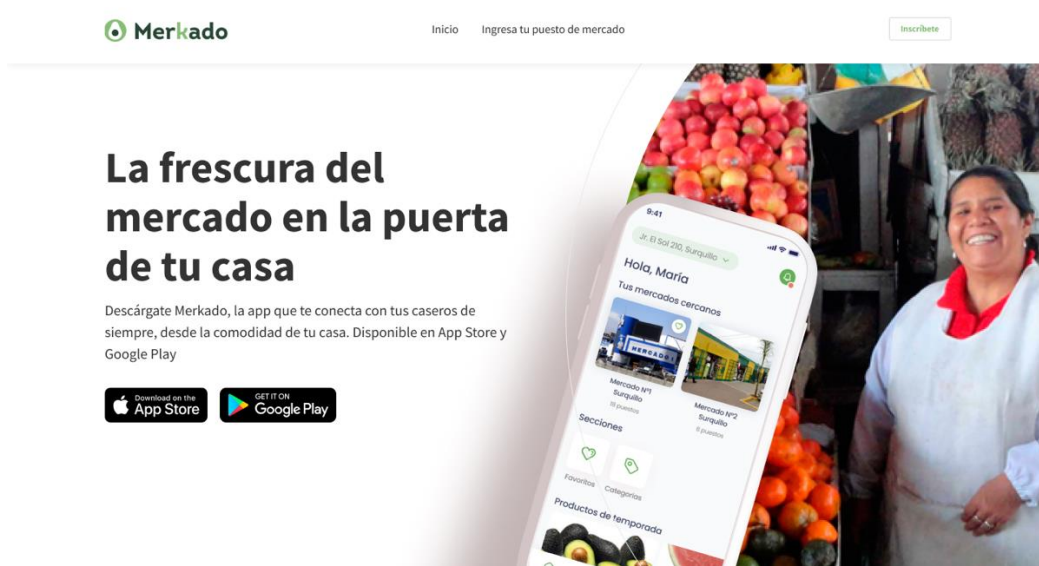 Merkado
Inicio
Ingresa tu puesto de mercado
Inscríbete
La frescura del
mercado en la puerta
de tu casa
Descárgate Merkado, la app que te conecta con tus caseros de
siempre, desde la comodidad de tu casa. Disponible en App Store y
Google Play
Download on the
App Store
GET IT ON
Google Play
9:41
Jr. El Sol 210, Surquillo
Hola, María
Tus mercados cercanos
MERCADO
Mercado Nº1
Surquillo
19 puestos
Mercado Nº2
Surquillo
6 puestos
Secciones
Favoritos
Categorías
Productos de temporada